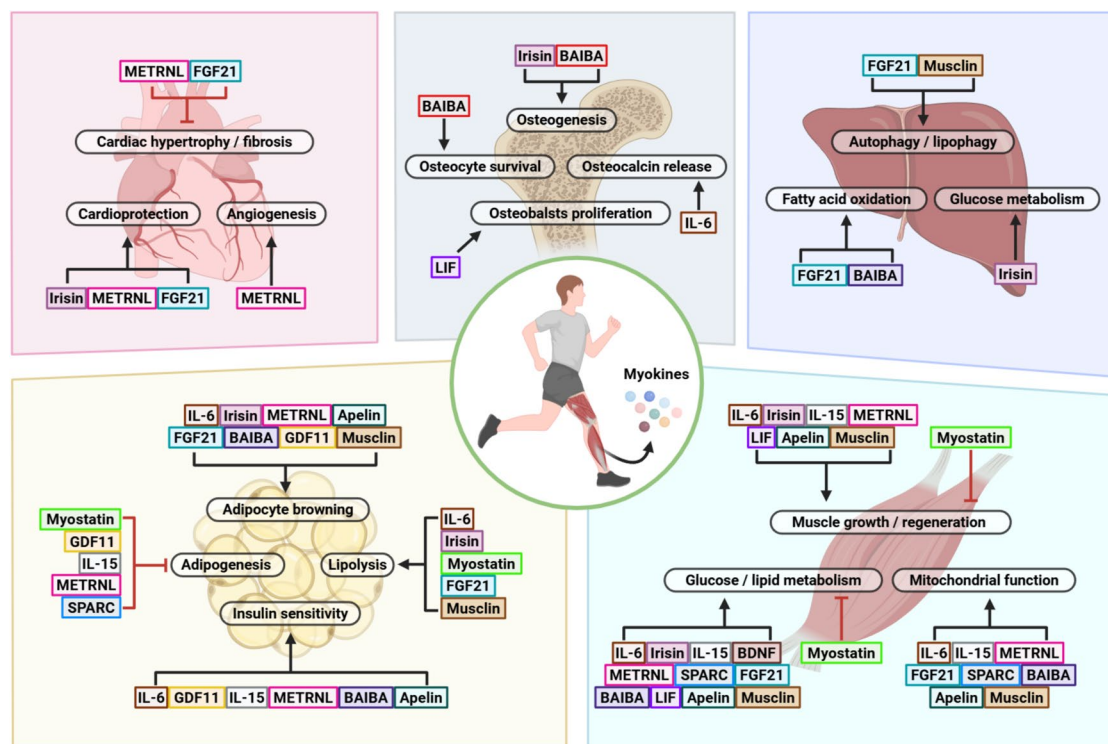 METRNL FGF21
Cardiac hypertrophy / fibrosis
Cardioprotection
Angiogenesis
Irisin METRNL FGF21
METRNL
Irisin BAIBA
BAIBA
Osteogenesis
Osteocyte survival
Osteocalcin release
Osteobalsts proliferation
IL-6
LIF
FGF21 Musclin
Autophagy / lipophagy
Fatty acid oxidation
Glucose metabolism
FGF21 BAIBA
Irisin
Myokines
IL-6 Irisin METRNL Apelin
FGF21 BAIBA GDF11 Musclin
Adipocyte browning
Myostatin
GDF11
IL-15
METRNL
SPARC
Adipogenesis
Lipolysis
IL-6
Irisin
Myostatin
FGF21
Musclin
Insulin sensitivity
IL-6 GDF11 IL-15 METRNL BAIBA Apelin
IL-6 Irisin IL-15 METRNL
LIF Apelin Musclin
Myostatin
Muscle growth / regeneration
Glucose / lipid metabolism
Mitochondrial function
IL-6 Irisin IL-15 BDNF
METRNL SPARC FGF21
BAIBA LIF Apelin Musclin
Myostatin
IL-6 IL-15 METRNL
FGF21 SPARC BAIBA
Apelin Musclin